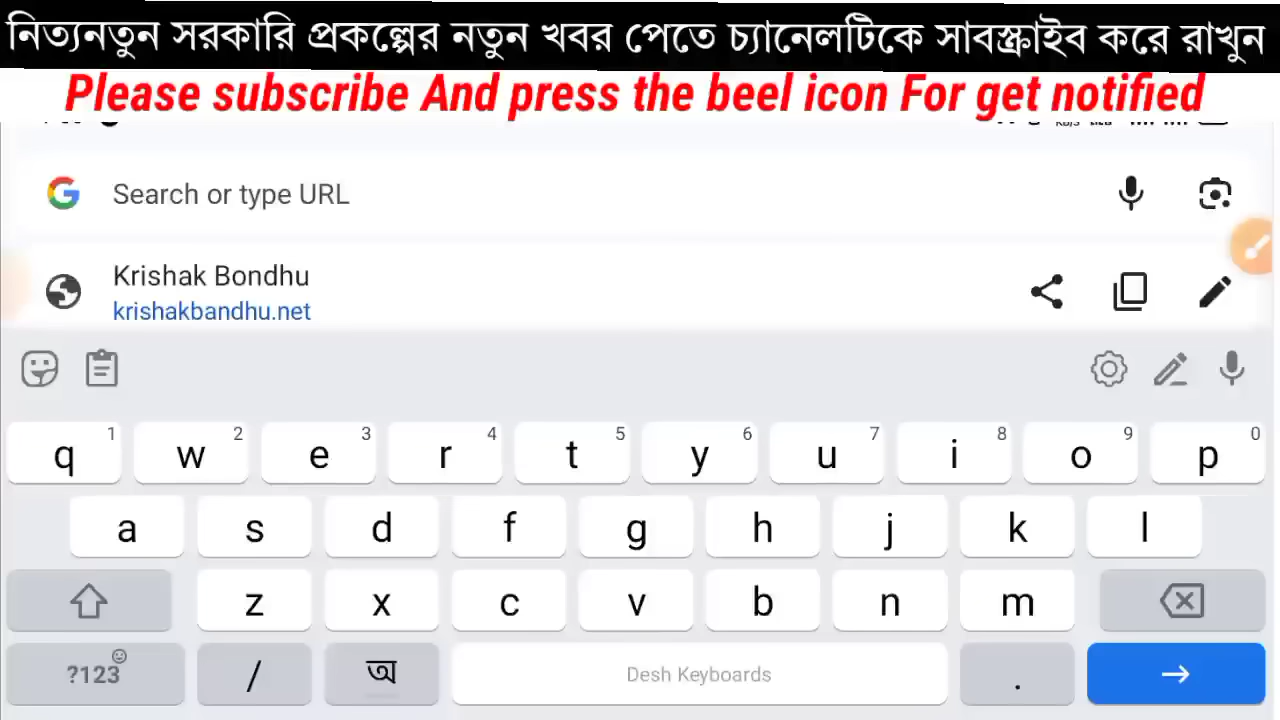 নিত্যনতুন সরকারি প্রকল্পের নতুন খবর পেতে চ্যানেলটিকে সাবস্ক্রাইব করে রাখুন
Please subscribe And press the beel icon For get notified
Search or type URL
Krishak Bondhu
krishakbandhu.net
q 1 w 2 e 3 r 4 t 5 y 6 u 7 i 8 o 9 p 0
a s d f g h j k l
z x c v b n m
?123 / অ Desh Keyboards .